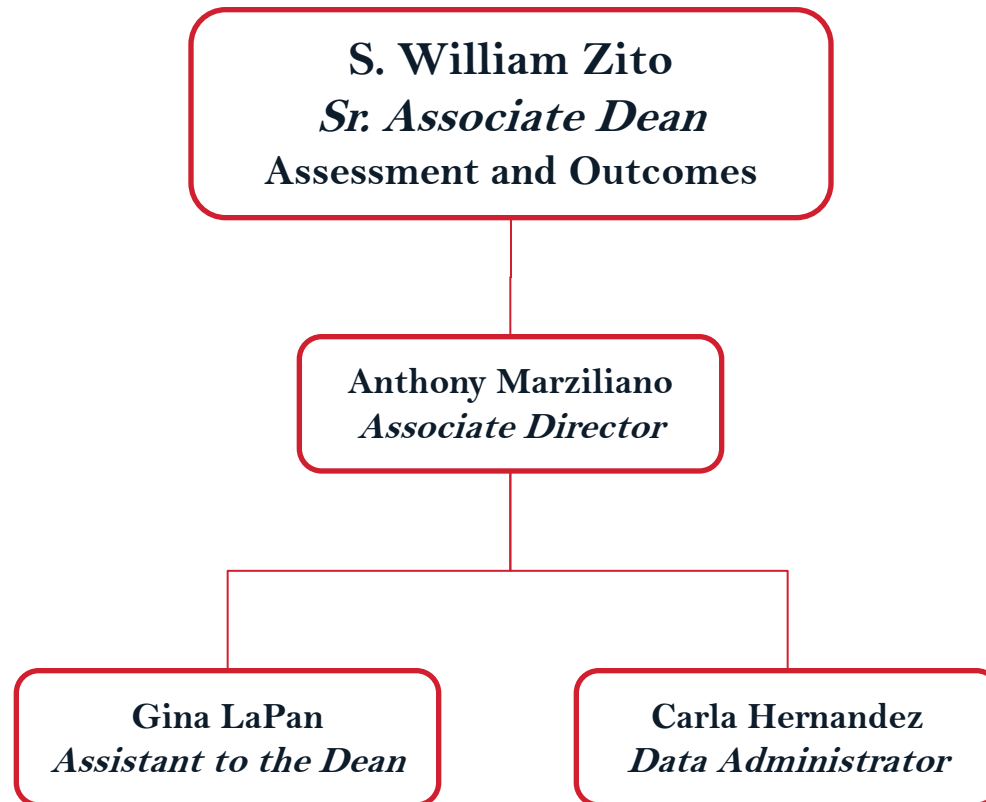 S. William Zito
Sr. Associate Dean
Assessment and Outcomes
Anthony Marziliano
Associate Director
Gina LaPan
Assistant to the Dean
Carla Hernandez
Data Administrator